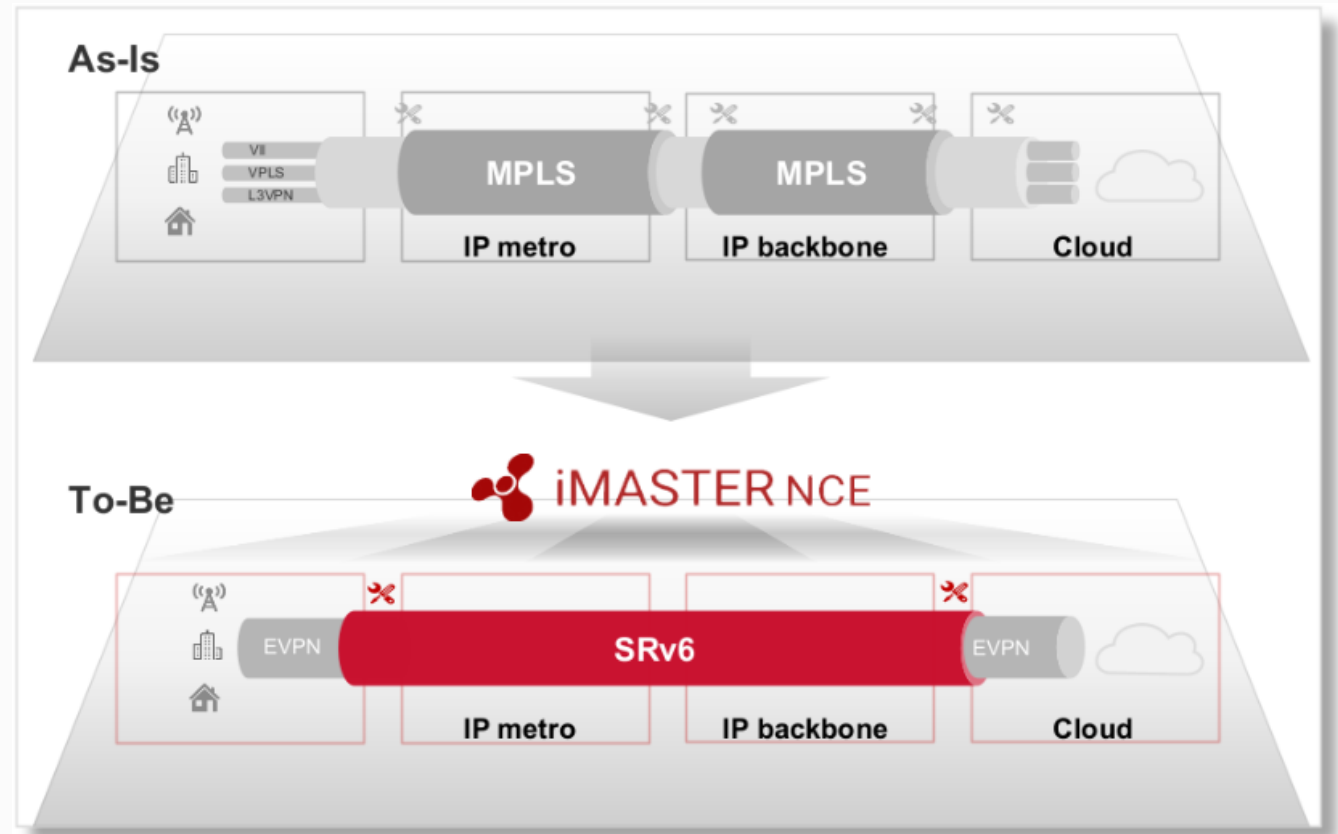 As-Is
VII
VPLS
L3VPN
MPLS
MPLS
IP metro
IP backbone
Cloud
iMASTER NCE
To-Be
EVPN
SRv6
EVPN
IP metro
IP backbone
Cloud